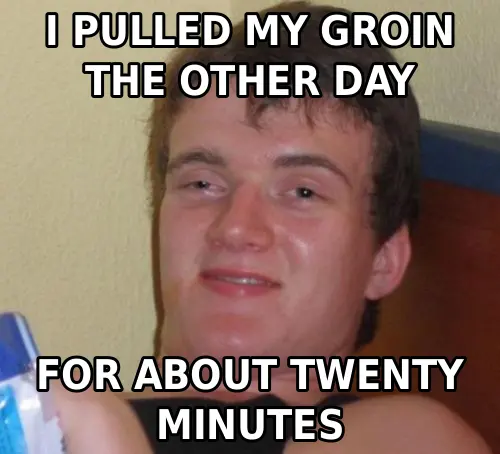 I PULLED MY GROIN
THE OTHER DAY
FOR ABOUT TWENTY
MINUTES